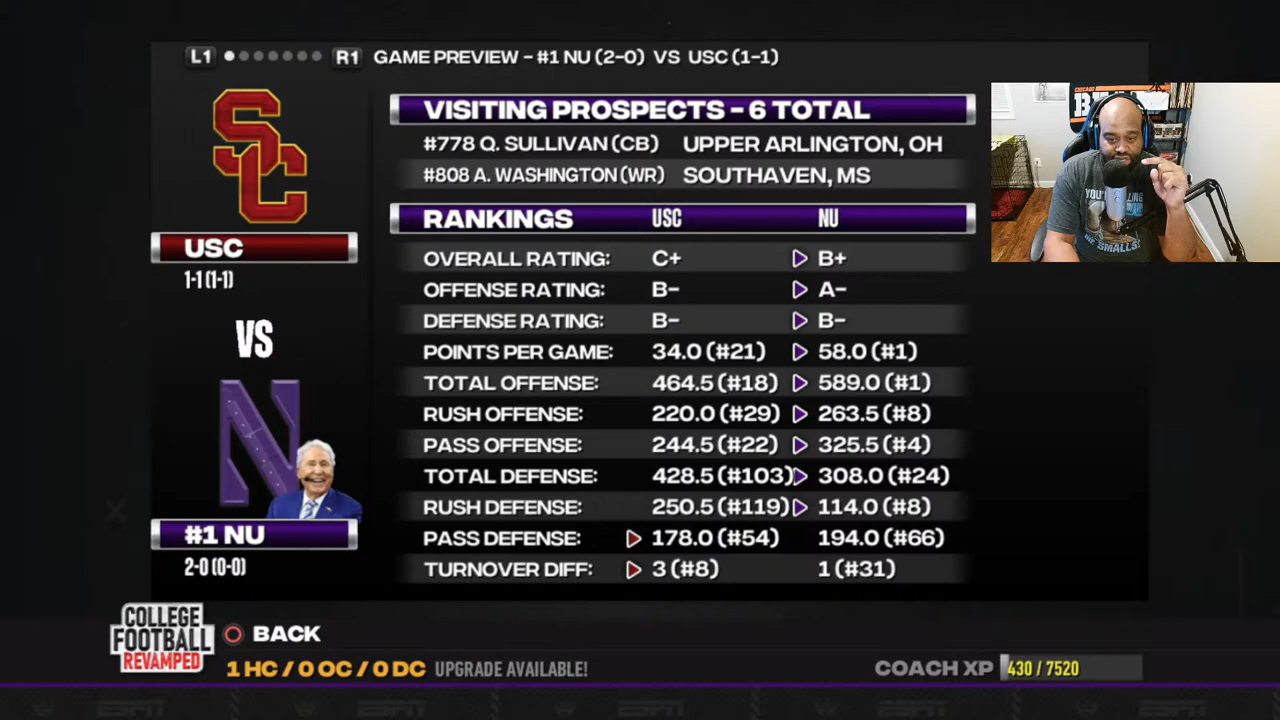 L1 R1 GAME PREVIEW - #1 NU (2-0) VS USC (1-1)
SC
USC
1-1 (1-1)
VS
N
#1 NU
2-0 (0-0)
VISITING PROSPECTS - 6 TOTAL
#778 Q. SULLIVAN (CB) UPPER ARLINGTON, OH
#808 A. WASHINGTON (WR) SOUTHAVEN, MS
RANKINGS USC NU
OVERALL RATING: C+ B+
OFFENSE RATING: B- A-
DEFENSE RATING: B- B-
POINTS PER GAME: 34.0 (#21) 58.0 (#1)
TOTAL OFFENSE: 464.5 (#18) 589.0 (#1)
RUSH OFFENSE: 220.0 (#29) 263.5 (#8)
PASS OFFENSE: 244.5 (#22) 325.5 (#4)
TOTAL DEFENSE: 428.5 (#103) 308.0 (#24)
RUSH DEFENSE: 250.5 (#119) 114.0 (#8)
PASS DEFENSE: 178.0 (#54) 194.0 (#66)
TURNOVER DIFF: 3 (#8) 1 (#31)
CHICAGO
COLLEGE
FOOTBALL
REVAMPED
BACK
1 HC / 0 OC / 0 DC UPGRADE AVAILABLE!
COACH XP 430 / 7520